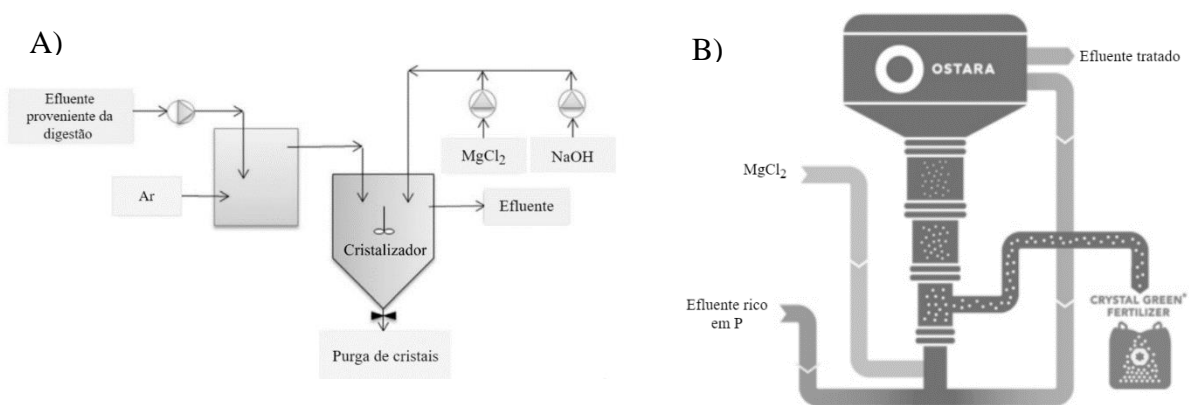 A)
Efluente
proveniente da
digestão
Ar
MgCl₂
NaOH
Efluente
Cristalizador
Purga de cristais
B)
OSTARA
Efluente tratado
MgCl₂
Efluente rico
em P
CRYSTAL GREEN®
FERTILIZER